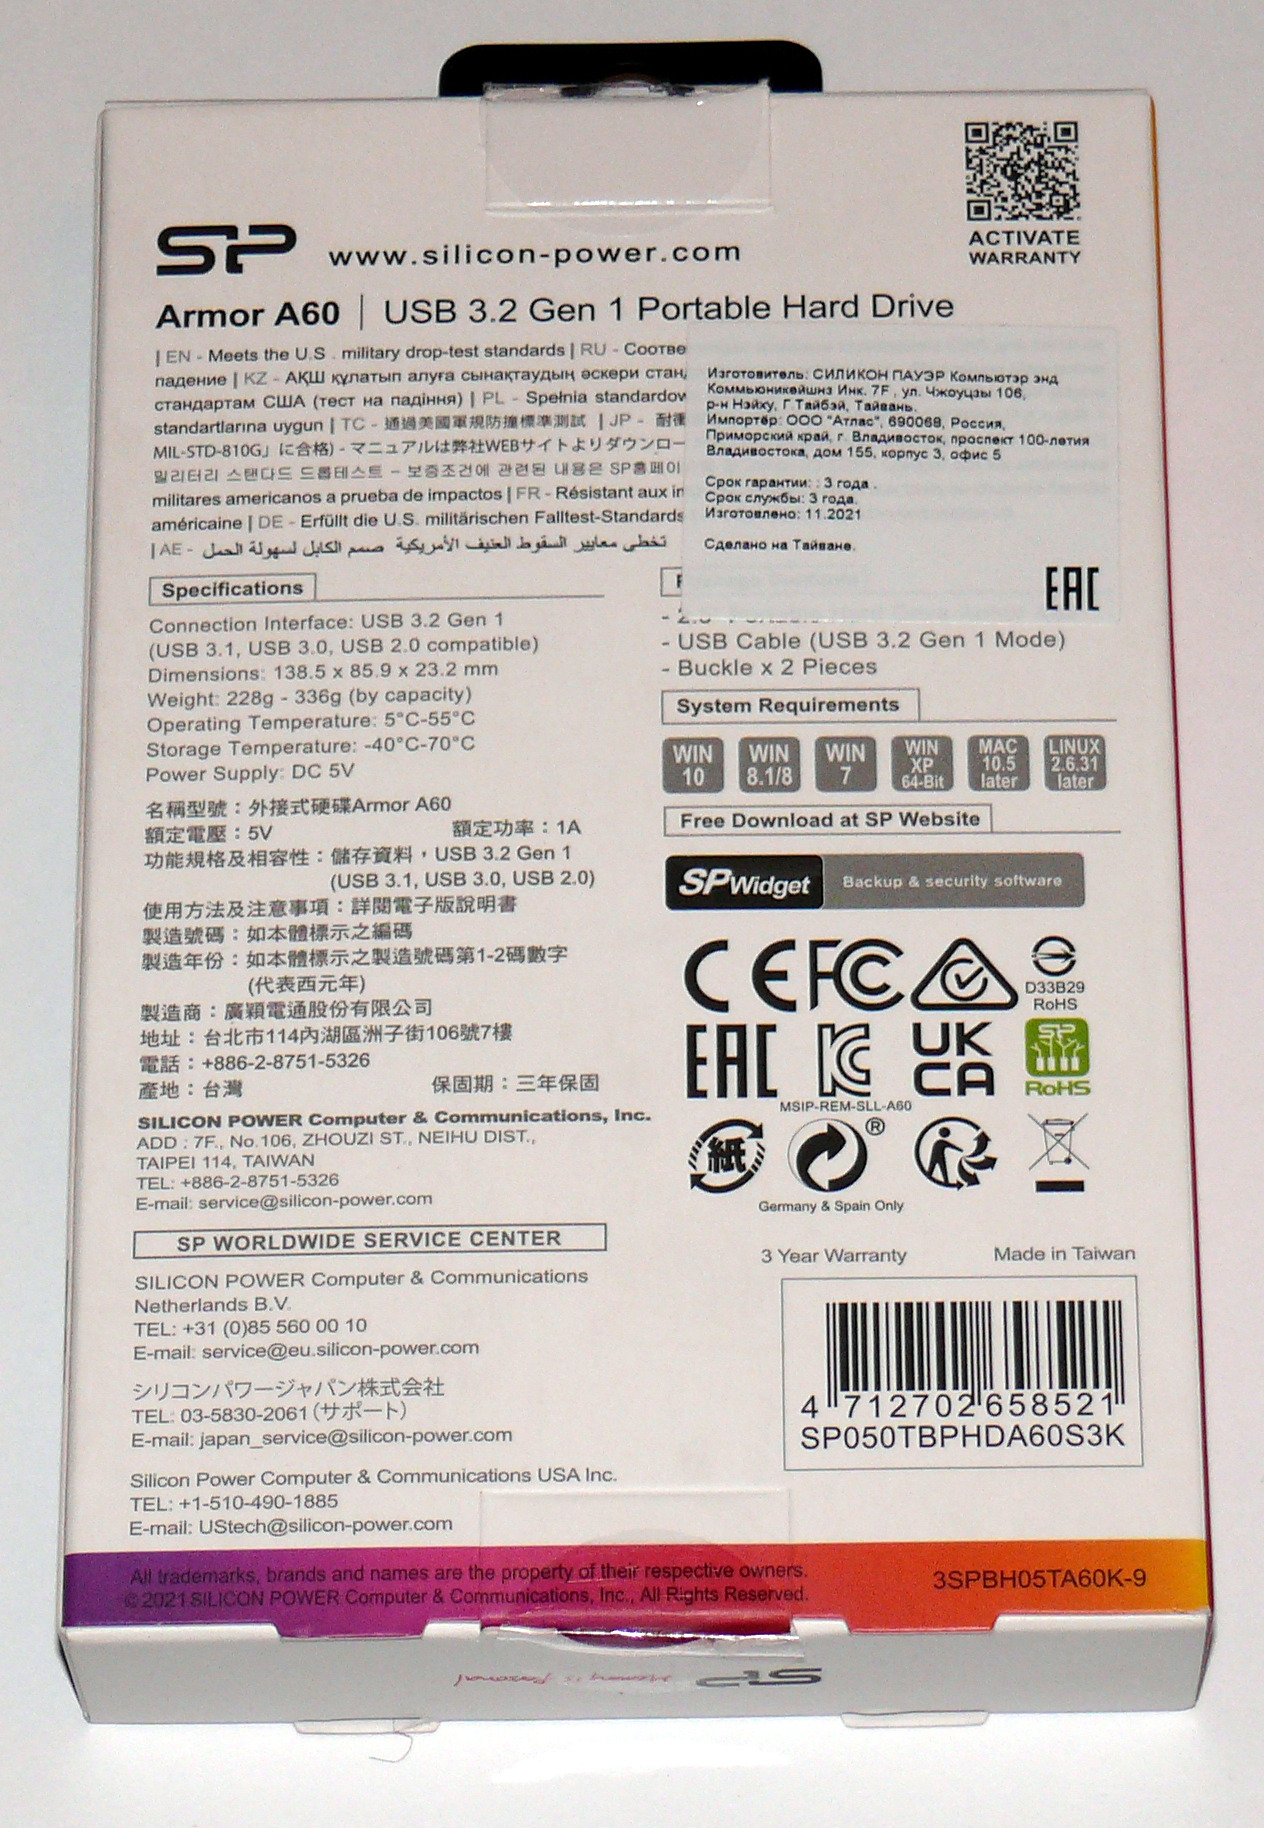 ACTIVATE
WARRANTY
SP www.silicon-power.com
Armor A60 | USB 3.2 Gen 1 Portable Hard Drive
| EN - Meets the U.S . military drop-test standards | RU - Соотве
падение | KZ - АҚШ құлатып алуға сынақтаудың әскери стан
стандартам США (тест на падіння) | PL - Spełnia standardov
standartlarına uygun | TC - 通過美國軍規防撞標準測試 | JP - 耐衝
MIL-STD-810G」に合格) - マニュアルは弊社WEBサイトよりダウンロー
밀리터리 스탠다드 드롭테스트 – 보증조건에 관련된 내용은 SP홈페이
militares americanos a prueba de impactos | FR - Résistant aux in
américaine | DE - Erfüllt die U.S. militärischen Falltest-Standards
| AE - تخطى معايير السقوط العنيف الأمريكية صمم الكابل لسهولة الحمل
Изготовитель: СИЛИКОН ПАУЭР Компьютэр энд
Коммьюникейшнз Инк. 7F , ул. Чжоуцзы 106,
р-н Нэйху, Г.Тайбэй, Тайвань.
Импортёр: ООО "Атлас", 690068, Россия,
Приморский край, г. Владивосток, проспект 100-летия
Владивостока, дом 155, корпус 3, офис 5
Срок гарантии: : 3 года .
Срок службы: 3 года.
Изготовлено: 11.2021
Сделано на Тайване.
EAC
Specifications
Connection Interface: USB 3.2 Gen 1
(USB 3.1, USB 3.0, USB 2.0 compatible)
Dimensions: 138.5 x 85.9 x 23.2 mm
Weight: 228g - 336g (by capacity)
Operating Temperature: 5°C-55°C
Storage Temperature: -40°C-70°C
Power Supply: DC 5V
名稱型號：外接式硬碟Armor A60
額定電壓：5V 額定功率：1A
功能規格及相容性：儲存資料，USB 3.2 Gen 1
(USB 3.1, USB 3.0, USB 2.0)
使用方法及注意事項：詳閱電子版說明書
製造號碼：如本體標示之編碼
製造年份：如本體標示之製造號碼第1-2碼數字
(代表西元年)
製造商：廣穎電通股份有限公司
地址：台北市114內湖區洲子街106號7樓
電話：+886-2-8751-5326
產地：台灣 保固期：三年保固
SILICON POWER Computer & Communications, Inc.
ADD : 7F., No.106, ZHOUZI ST., NEIHU DIST.,
TAIPEI 114, TAIWAN
TEL: +886-2-8751-5326
E-mail: service@silicon-power.com
SP WORLDWIDE SERVICE CENTER
SILICON POWER Computer & Communications
Netherlands B.V.
TEL: +31 (0)85 560 00 10
E-mail: service@eu.silicon-power.com
シリコンパワージャパン株式会社
TEL: 03-5830-2061（サポート）
E-mail: japan_service@silicon-power.com
Silicon Power Computer & Communications USA Inc.
TEL: +1-510-490-1885
E-mail: UStech@silicon-power.com
- USB Cable (USB 3.2 Gen 1 Mode)
- Buckle x 2 Pieces
System Requirements
WIN 10
WIN 8.1/8
WIN 7
WIN XP 64-Bit
MAC 10.5 later
LINUX 2.6.31 later
Free Download at SP Website
SP Widget Backup & security software
CE FC D33B29
RoHS
EAC KC UK CA SP RoHS
MSIP-REM-SLL-A60
紙 ®
Germany & Spain Only
3 Year Warranty Made in Taiwan
4 712702 658521
SP050TBPHDA60S3K
All trademarks, brands and names are the property of their respective owners.
© 2021 SILICON POWER Computer & Communications, Inc., All Rights Reserved.
3SPBH05TA60K-9
SP Memory is Personal